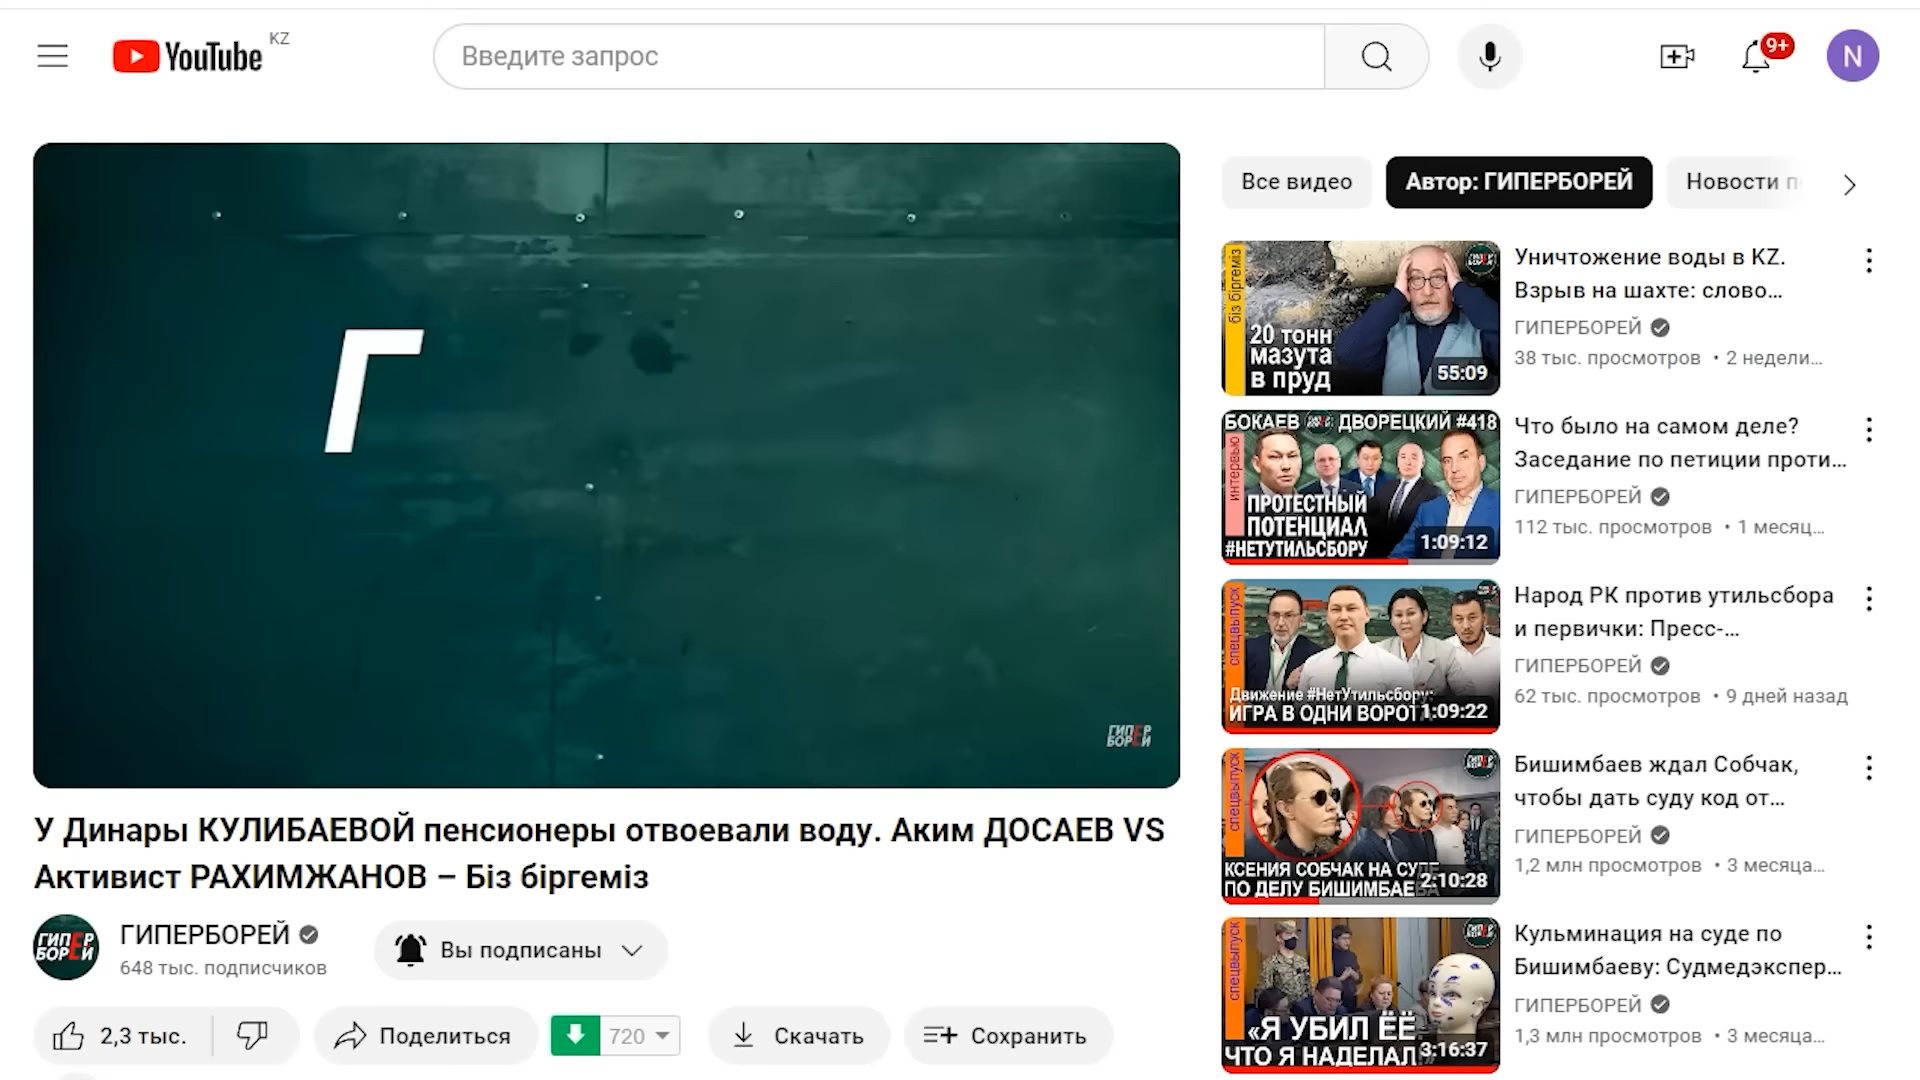 YouTube KZ
Введите запрос
9+
N
Г
ГИПЕР
БОРЕЙ
У Динары КУЛИБАЕВОЙ пенсионеры отвоевали воду. Аким ДОСАЕВ VS
Активист РАХИМЖАНОВ – Біз біргеміз
ГИПЕР
БОРЕЙ
ГИПЕРБОРЕЙ
648 тыс. подписчиков
Вы подписаны
2,3 тыс.
Поделиться
720
Скачать
Сохранить
Все видео
Автор: ГИПЕРБОРЕЙ
Новости
біз біргеміз
20 тонн
мазута
в пруд
55:09
Уничтожение воды в KZ.
Взрыв на шахте: слово...
ГИПЕРБОРЕЙ
38 тыс. просмотров • 2 недели...
БОКАЕВ ДВОРЕЦКИЙ #418
интервью
ПРОТЕСТНЫЙ
ПОТЕНЦИАЛ
#НЕТУТИЛЬСБОРУ
1:09:12
Что было на самом деле?
Заседание по петиции проти...
ГИПЕРБОРЕЙ
112 тыс. просмотров • 1 месяц...
спецвыпуск
Движение #НетУтильсбору:
ИГРА В ОДНИ ВОРОТ
1:09:22
Народ РК против утильсбора
и первички: Пресс-...
ГИПЕРБОРЕЙ
62 тыс. просмотров • 9 дней назад
спецвыпуск
КСЕНИЯ СОБЧАК НА СУДЕ
ПО ДЕЛУ БИШИМБАЕВА
2:10:28
Бишимбаев ждал Собчак,
чтобы дать суду код от...
ГИПЕРБОРЕЙ
1,2 млн просмотров • 3 месяца...
спецвыпуск
«Я УБИЛ ЕЁ
ЧТО Я НАДЕЛАЛ!»
3:16:37
Кульминация на суде по
Бишимбаеву: Судмедэкспер...
ГИПЕРБОРЕЙ
1,3 млн просмотров • 3 месяца...